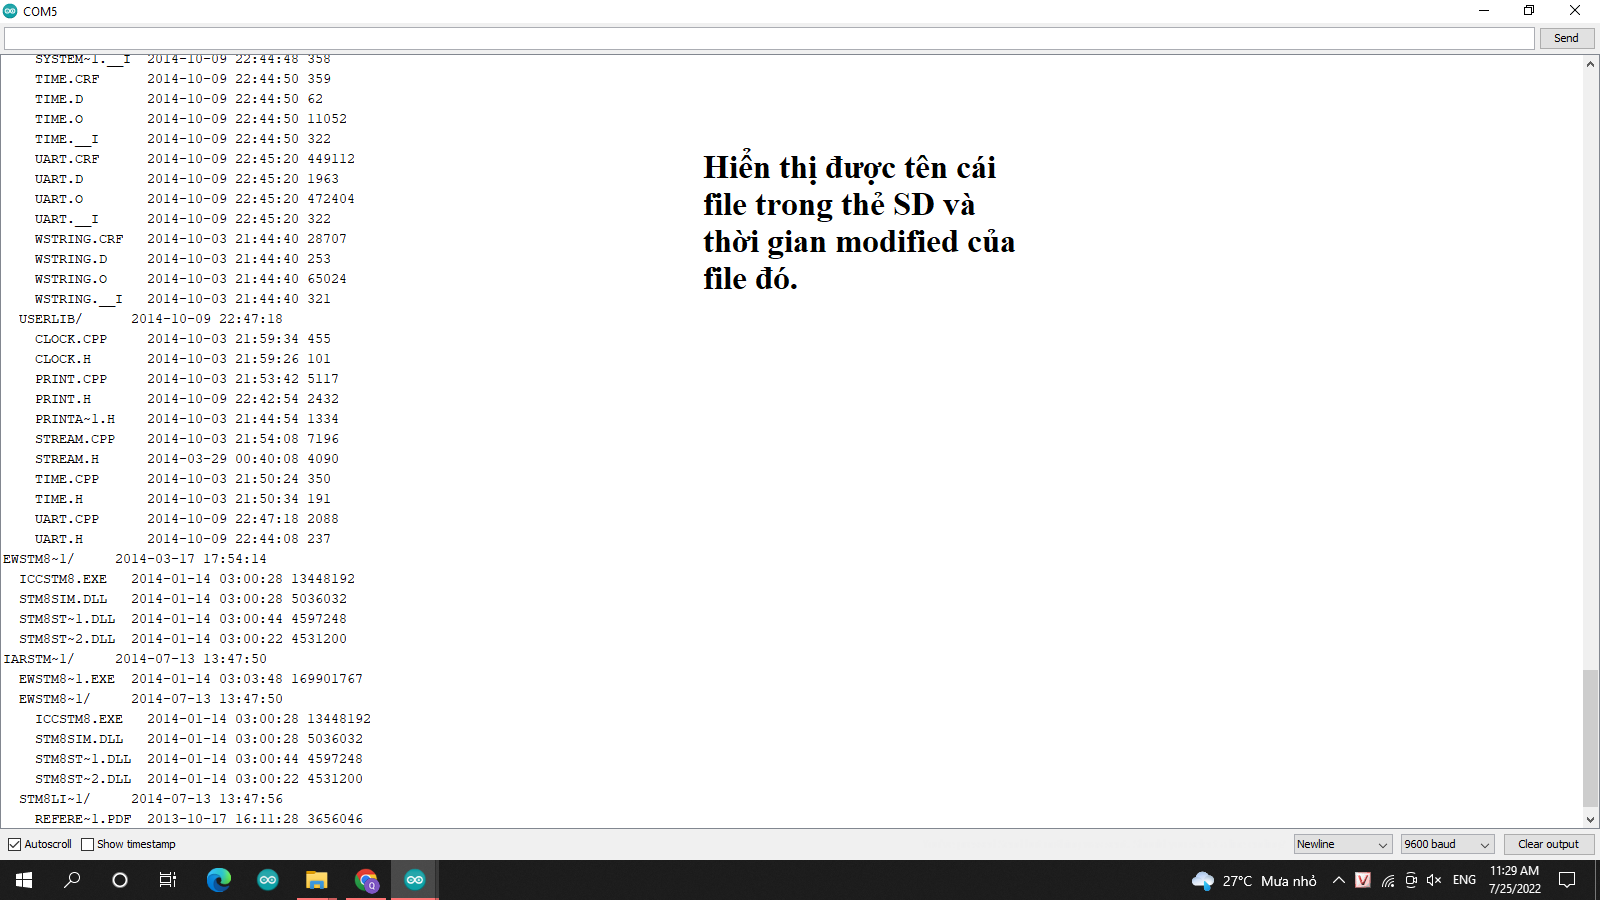 COM5
Send
SYSTEM~1.__I 2014-10-09 22:44:48 358
TIME.CRF 2014-10-09 22:44:50 359
TIME.D 2014-10-09 22:44:50 62
TIME.O 2014-10-09 22:44:50 11052
TIME.__I 2014-10-09 22:44:50 322
UART.CRF 2014-10-09 22:45:20 449112
UART.D 2014-10-09 22:45:20 1963
UART.O 2014-10-09 22:45:20 472404
UART.__I 2014-10-09 22:45:20 322
WSTRING.CRF 2014-10-03 21:44:40 28707
WSTRING.D 2014-10-03 21:44:40 253
WSTRING.O 2014-10-03 21:44:40 65024
WSTRING.__I 2014-10-03 21:44:40 321
USERLIB/ 2014-10-09 22:47:18
CLOCK.CPP 2014-10-03 21:59:34 455
CLOCK.H 2014-10-03 21:59:26 101
PRINT.CPP 2014-10-03 21:53:42 5117
PRINT.H 2014-10-09 22:42:54 2432
PRINTA~1.H 2014-10-03 21:44:54 1334
STREAM.CPP 2014-10-03 21:54:08 7196
STREAM.H 2014-03-29 00:40:08 4090
TIME.CPP 2014-10-03 21:50:24 350
TIME.H 2014-10-03 21:50:34 191
UART.CPP 2014-10-09 22:47:18 2088
UART.H 2014-10-09 22:44:08 237
EWSTM8~1/ 2014-03-17 17:54:14
ICCSTM8.EXE 2014-01-14 03:00:28 13448192
STM8SIM.DLL 2014-01-14 03:00:28 5036032
STM8ST~1.DLL 2014-01-14 03:00:44 4597248
STM8ST~2.DLL 2014-01-14 03:00:22 4531200
IARSTM~1/ 2014-07-13 13:47:50
EWSTM8~1.EXE 2014-01-14 03:03:48 169901767
EWSTM8~1/ 2014-07-13 13:47:50
ICCSTM8.EXE 2014-01-14 03:00:28 13448192
STM8SIM.DLL 2014-01-14 03:00:28 5036032
STM8ST~1.DLL 2014-01-14 03:00:44 4597248
STM8ST~2.DLL 2014-01-14 03:00:22 4531200
STM8LI~1/ 2014-07-13 13:47:56
REFERE~1.PDF 2013-10-17 16:11:28 3656046
Hiển thị được tên cái
file trong thẻ SD và
thời gian modified của
file đó.
Autoscroll Show timestamp Newline 9600 baud Clear output
27°C Mưa nhỏ ENG 11:29 AM
7/25/2022